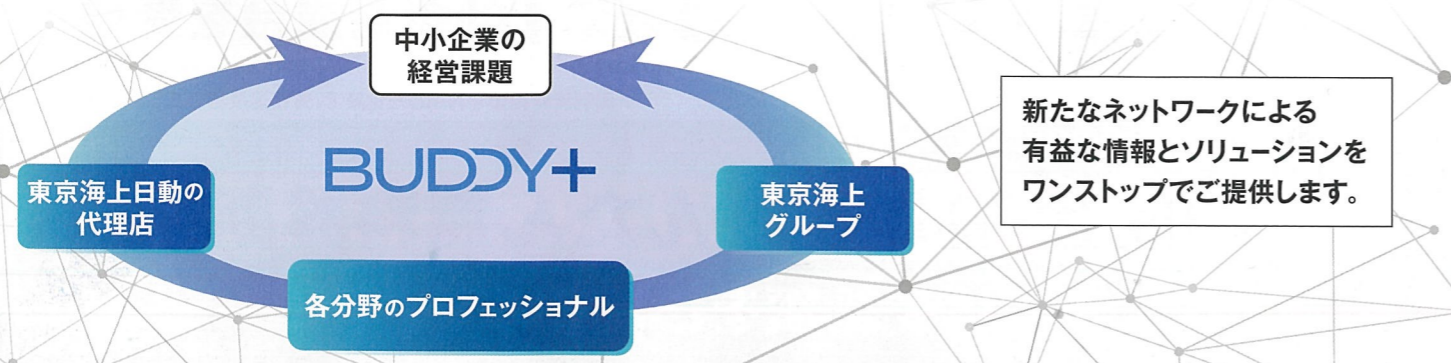 中小企業の
経営課題
BUDDY+
東京海上日動の
代理店
東京海上
グループ
各分野のプロフェッショナル
新たなネットワークによる
有益な情報とソリューションを
ワンストップでご提供します。